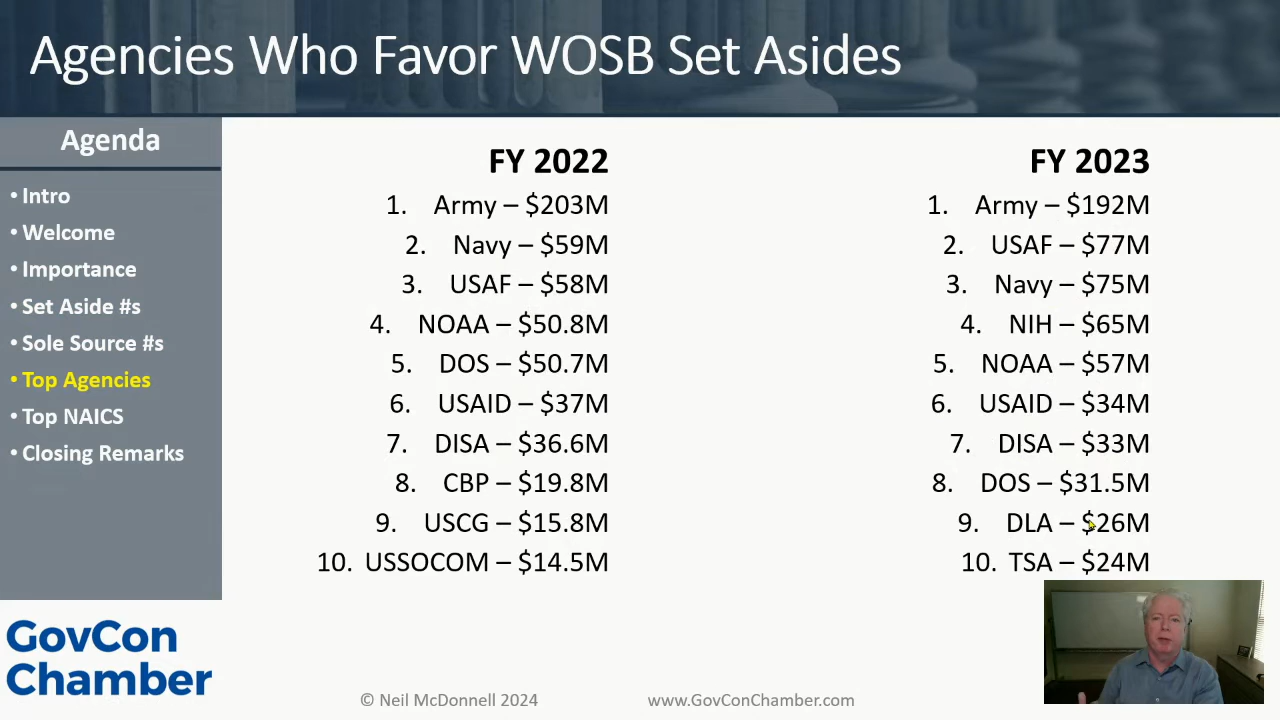 Agencies Who Favor WOSB Set Asides
Agenda
• Intro
• Welcome
• Importance
• Set Aside #s
• Sole Source #s
• Top Agencies
• Top NAICS
• Closing Remarks
FY 2022
1. Army – $203M
2. Navy – $59M
3. USAF – $58M
4. NOAA – $50.8M
5. DOS – $50.7M
6. USAID – $37M
7. DISA – $36.6M
8. CBP – $19.8M
9. USCG – $15.8M
10. USSOCOM – $14.5M
FY 2023
1. Army – $192M
2. USAF – $77M
3. Navy – $75M
4. NIH – $65M
5. NOAA – $57M
6. USAID – $34M
7. DISA – $33M
8. DOS – $31.5M
9. DLA – $26M
10. TSA – $24M
GovCon
Chamber
© Neil McDonnell 2024
www.GovConChamber.com